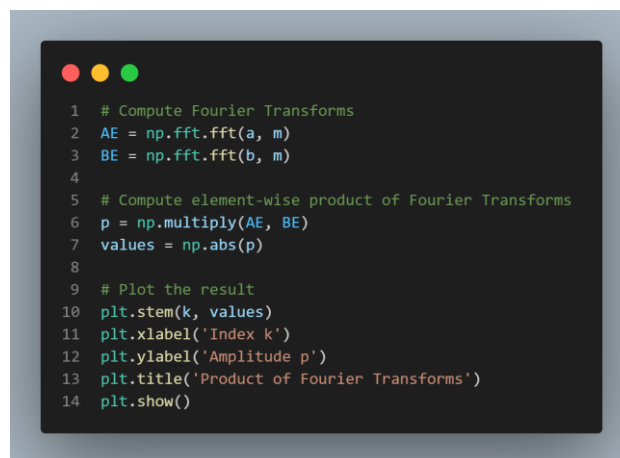 1 # Compute Fourier Transforms
2 AE = np.fft.fft(a, m)
3 BE = np.fft.fft(b, m)
4
5 # Compute element-wise product of Fourier Transforms
6 p = np.multiply(AE, BE)
7 values = np.abs(p)
8
9 # Plot the result
10 plt.stem(k, values)
11 plt.xlabel('Index k')
12 plt.ylabel('Amplitude p')
13 plt.title('Product of Fourier Transforms')
14 plt.show()